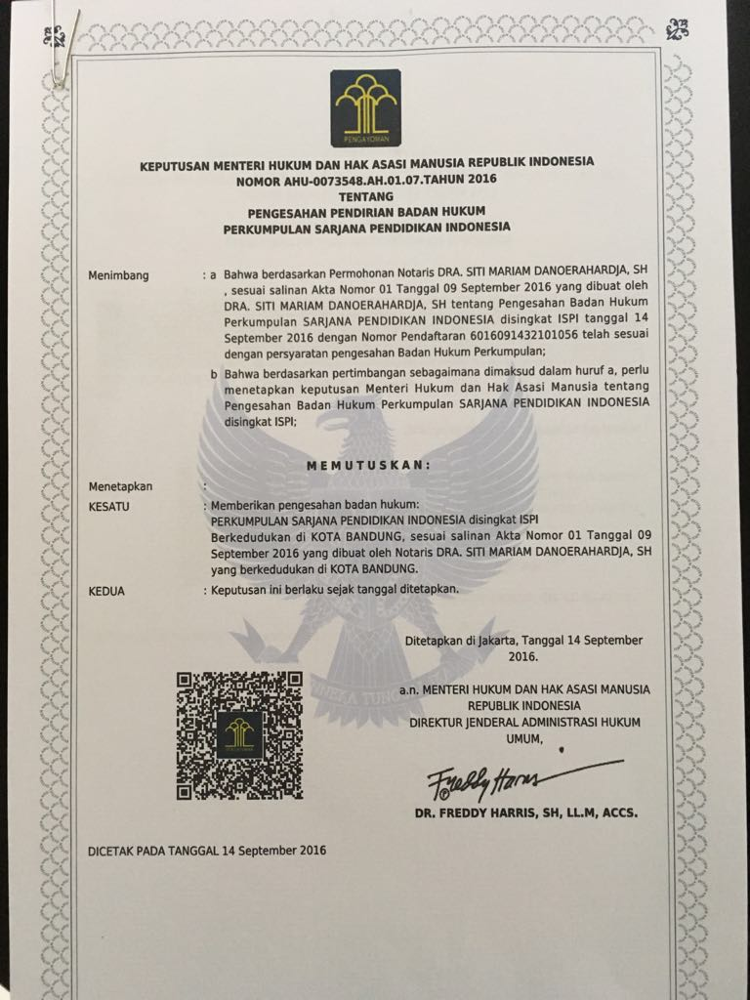 PENGAYOMAN
KEPUTUSAN MENTERI HUKUM DAN HAK ASASI MANUSIA REPUBLIK INDONESIA
NOMOR AHU-0073548.AH.01.07.TAHUN 2016
TENTANG
PENGESAHAN PENDIRIAN BADAN HUKUM
PERKUMPULAN SARJANA PENDIDIKAN INDONESIA
Menimbang : a Bahwa berdasarkan Permohonan Notaris DRA. SITI MARIAM DANOERAHARDJA, SH
, sesuai salinan Akta Nomor 01 Tanggal 09 September 2016 yang dibuat oleh
DRA. SITI MARIAM DANOERAHARDJA, SH tentang Pengesahan Badan Hukum
Perkumpulan SARJANA PENDIDIKAN INDONESIA disingkat ISPI tanggal 14
September 2016 dengan Nomor Pendaftaran 6016091432101056 telah sesuai
dengan persyaratan pengesahan Badan Hukum Perkumpulan;
b Bahwa berdasarkan pertimbangan sebagaimana dimaksud dalam huruf a, perlu
menetapkan keputusan Menteri Hukum dan Hak Asasi Manusia tentang
Pengesahan Badan Hukum Perkumpulan SARJANA PENDIDIKAN INDONESIA
disingkat ISPI;
MEMUTUSKAN:
Menetapkan :
KESATU : Memberikan pengesahan badan hukum:
PERKUMPULAN SARJANA PENDIDIKAN INDONESIA disingkat ISPI
Berkedudukan di KOTA BANDUNG, sesuai salinan Akta Nomor 01 Tanggal 09
September 2016 yang dibuat oleh Notaris DRA. SITI MARIAM DANOERAHARDJA, SH
yang berkedudukan di KOTA BANDUNG.
KEDUA : Keputusan ini berlaku sejak tanggal ditetapkan.
Ditetapkan di Jakarta, Tanggal 14 September
2016.
a.n. MENTERI HUKUM DAN HAK ASASI MANUSIA
REPUBLIK INDONESIA
DIREKTUR JENDERAL ADMINISTRASI HUKUM
UMUM,
Freddy Harris
DR. FREDDY HARRIS, SH, LL.M, ACCS.
DICETAK PADA TANGGAL 14 September 2016